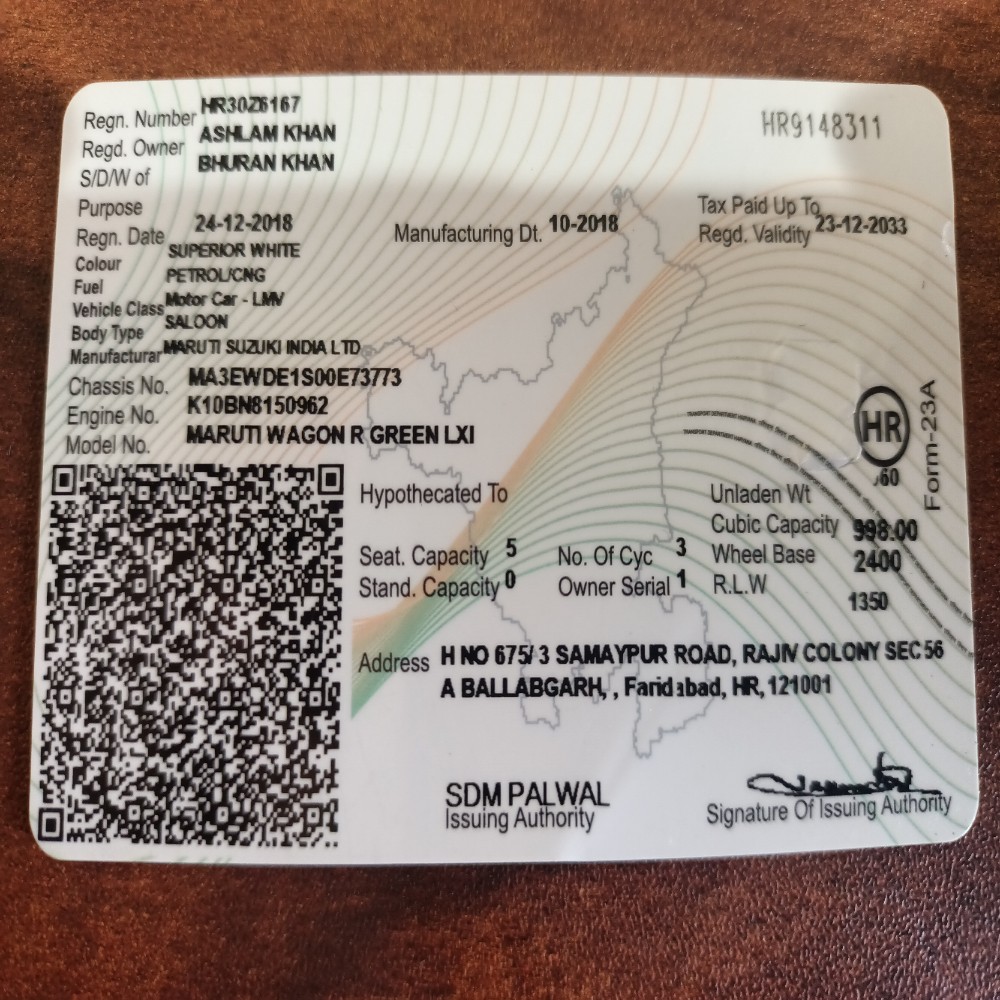 Regn. Number HR30Z6167
HR9148311
Regd. Owner ASHLAM KHAN
S/D/W of BHURAN KHAN
Purpose
Regn. Date 24-12-2018
Manufacturing Dt. 10-2018
Tax Paid Up To
Regd. Validity 23-12-2033
Colour SUPERIOR WHITE
Fuel PETROL/CNG
Vehicle Class Motor Car - LMV
Body Type SALOON
Manufacturar MARUTI SUZUKI INDIA LTD
Chassis No. MA3EWDE1S00E73773
Engine No. K10BN8150962
Model No. MARUTI WAGON R GREEN LXI
HR
Form-23A
Hypothecated To
Unladen Wt
Cubic Capacity 998.00
Seat. Capacity 5
No. Of Cyc 3
Wheel Base 2400
Stand. Capacity 0
Owner Serial 1
R.L.W 1350
Address H NO 675/ 3 SAMAYPUR ROAD, RAJIV COLONY SEC 56
A BALLABGARH, , Faridabad, HR, 121001
SDM PALWAL
Issuing Authority
Signature Of Issuing Authority